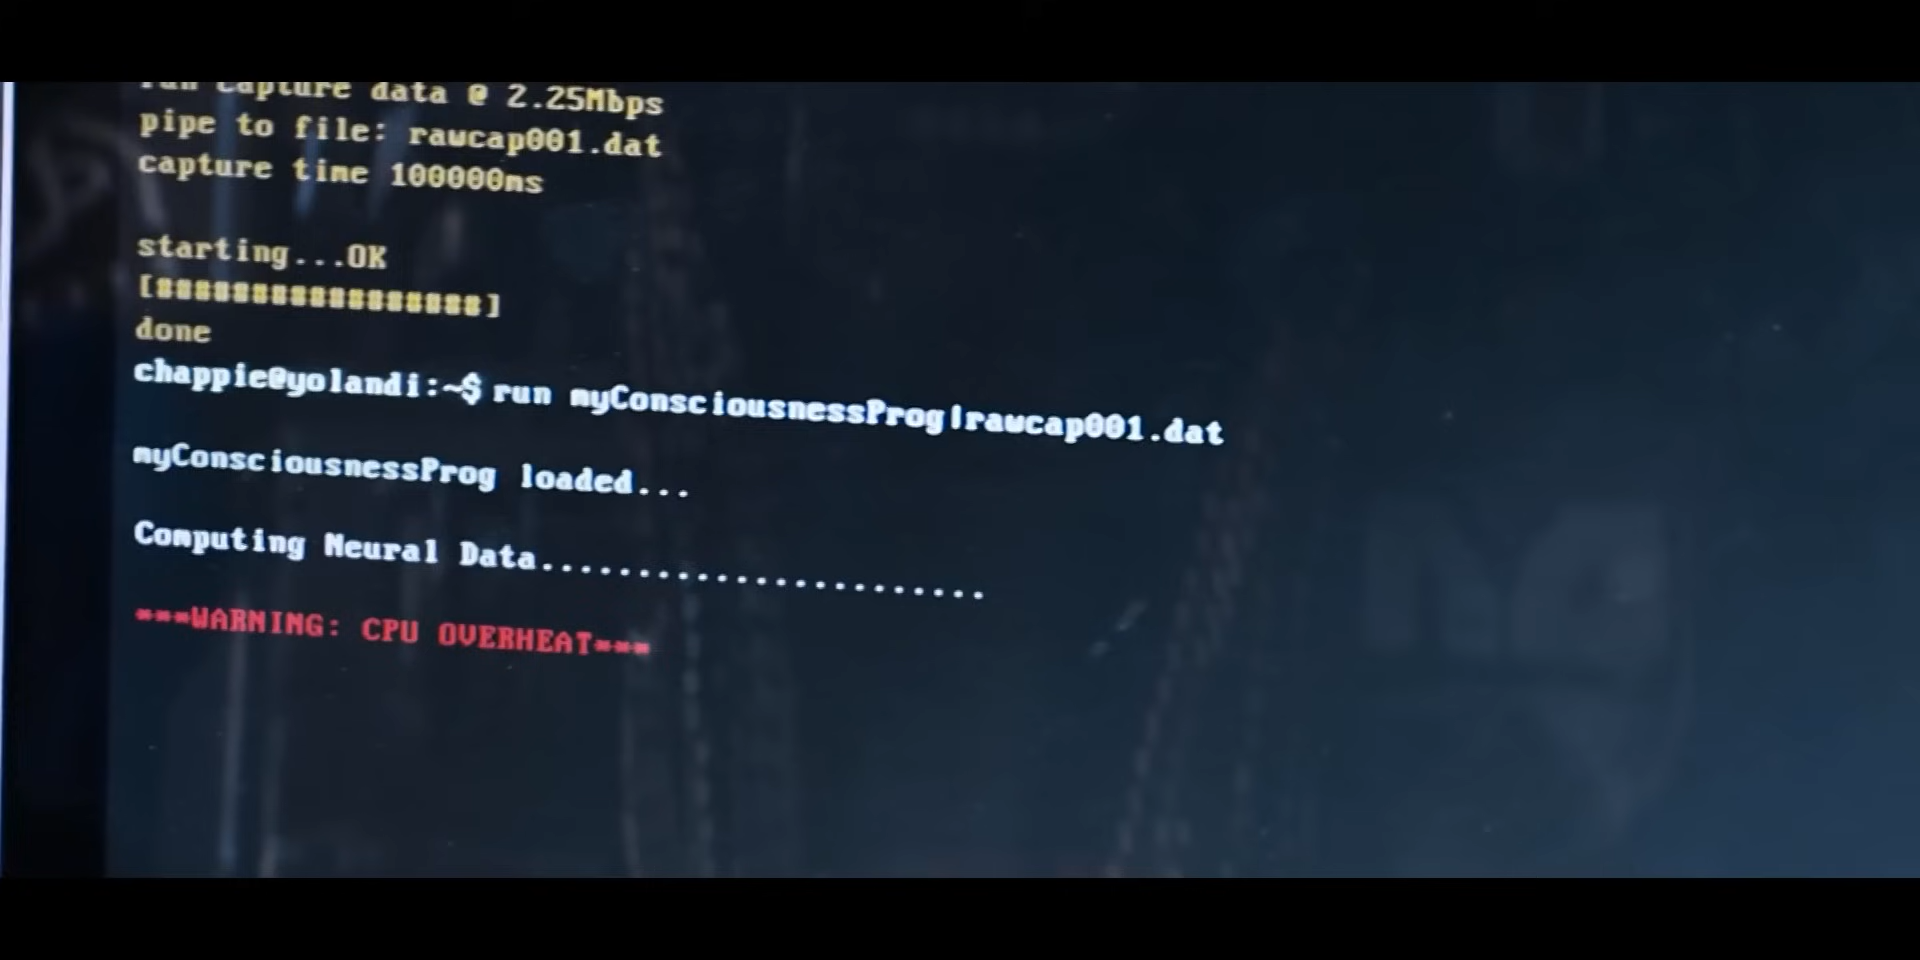 run capture data @ 2.25Mbps
pipe to file: rawcap001.dat
capture time 100000ms
starting...OK
[##################]
done
chappie@yolandi:~$ run myConsciousnessProg|rawcap001.dat
myConsciousnessProg loaded...
Computing Neural Data.......................
***WARNING: CPU OVERHEAT***